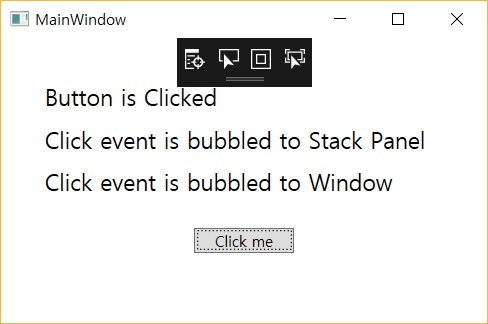 MainWindow
Button is Clicked
Click event is bubbled to Stack Panel
Click event is bubbled to Window
Click me